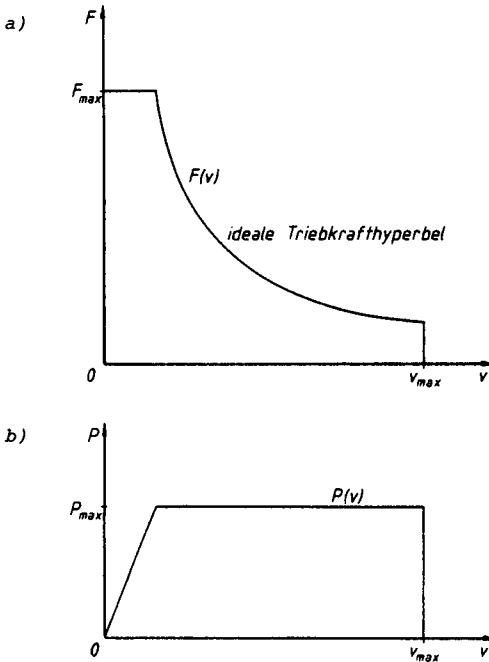 a)
F
F_max
F(v)
ideale Triebkrafthyperbel
0
v_max
v
b)
P
P_max
P(v)
0
v_max
v